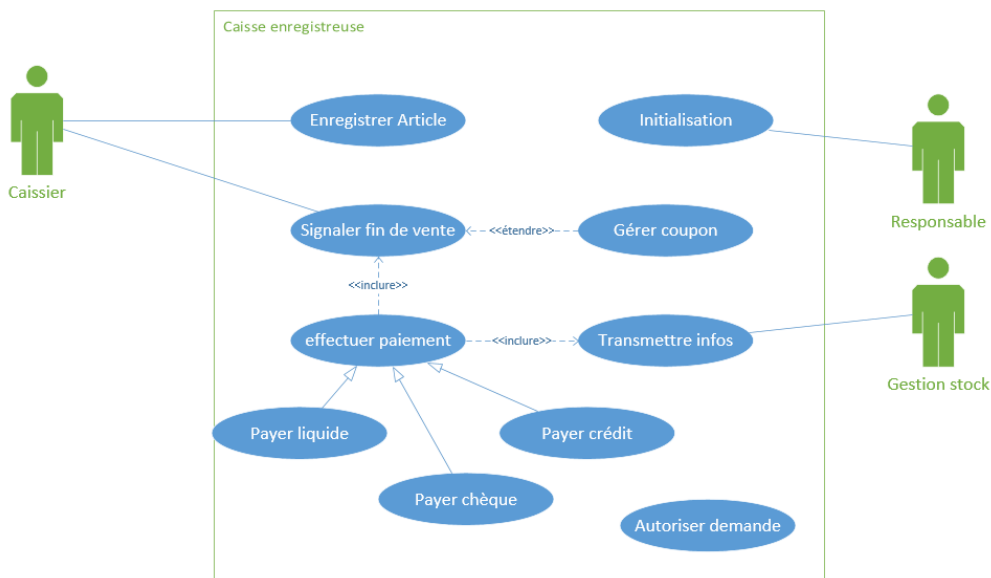 Caisse enregistreuse
Enregistrer Article
Initialisation
Caissier
Responsable
Signaler fin de vente
<<étendre>>
Gérer coupon
<<inclure>>
effectuer paiement
<<inclure>>
Transmettre infos
Gestion stock
Payer liquide
Payer crédit
Payer chèque
Autoriser demande